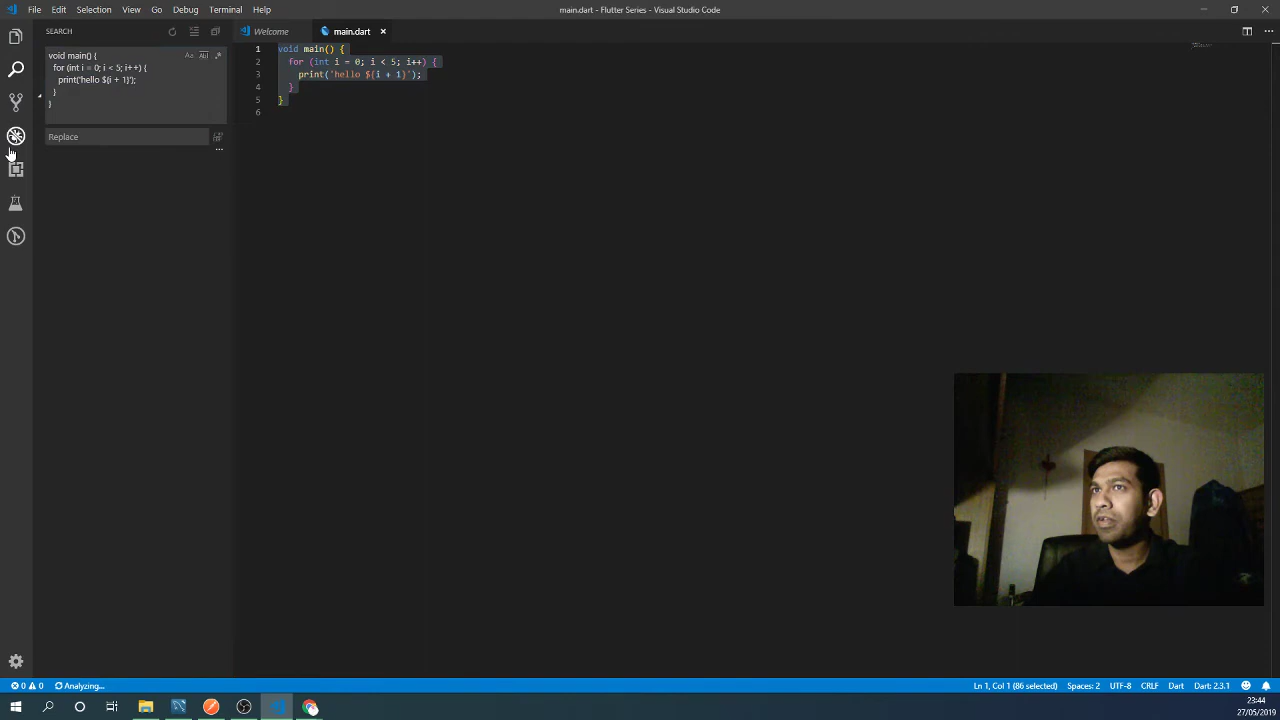 File Edit Selection View Go Debug Terminal Help
main.dart - Flutter Series - Visual Studio Code
SEARCH
Welcome
main.dart
void main() {
for (int i = 0; i < 5; i++) {
print('hello ${i + 1}');
}
}
Aa Abl .*
Replace
...
1 void main() {
2 for (int i = 0; i < 5; i++) {
3 print('hello ${i + 1}');
4 }
5 }
6
0 0 Analyzing...
Ln 1, Col 1 (86 selected) Spaces: 2 UTF-8 CRLF Dart Dart: 2.3.1
23:44
27/05/2019